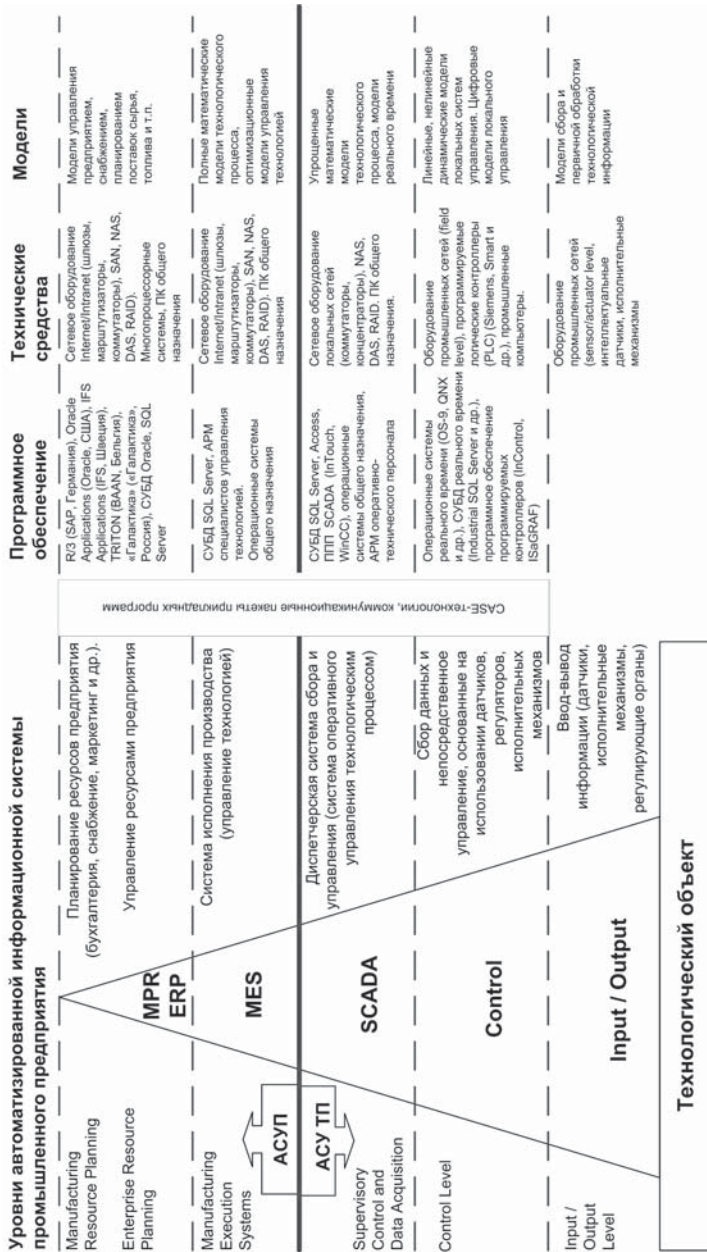 Уровни автоматизированной информационной системы
промышленного предприятия
Программное
обеспечение
Технические
средства
Модели
Manufacturing
Resource Planning
Enterprise Resource
Planning
MPR
ERP
Планирование ресурсов предприятия
(бухгалтерия, снабжение, маркетинг и др.).
Управление ресурсами предприятия
R/3 (SAP, Германия), Oracle
Applications (Oracle, США), IFS
Applications (IFS, Швеция),
TRITON (BAAN, Бельгия),
«Галактика» («Галактика»,
Россия), СУБД Oracle, SQL
Server
Сетевое оборудование
Internet/Intranet (шлюзы,
маршрутизаторы,
коммутаторы), SAN, NAS,
DAS, RAID).
Многопроцессорные
системы, ПК общего
назначения
Модели управления
предприятием,
снабжением,
планированием
поставок сырья,
топлива и т.п.
Manufacturing
Execution
Systems
MES
Система исполнения производства
(управление технологией)
СУБД SQL Server, АРМ
специалистов управления
технологией.
Операционные системы
общего назначения
Сетевое оборудование
Internet/Intranet (шлюзы,
маршрутизаторы,
коммутаторы), SAN, NAS,
DAS, RAID). ПК общего
назначения
Полные математические
модели технологического
процесса,
оптимизационные
модели управления
технологией
АСУП
АСУ ТП
CASE-технологии, коммуникационные пакеты прикладных программ
Supervisory
Control and
Data Acquisition
SCADA
Диспетчерская система сбора и
управления (система оперативного
управления технологическим
процессом)
СУБД SQL Server, Access,
ППП SCADA (InTouch,
WinCC), операционные
системы общего назначения,
АРМ оперативно-
технического персонала
Сетевое оборудование
локальных сетей
(коммутаторы,
концентраторы), NAS,
DAS, RAID, ПК общего
назначения.
Упрощенные
математические
модели
технологического
процесса, модели
реального времени
Control Level
Control
Сбор данных и
непосредственное
управление, основанные на
использовании датчиков,
регуляторов,
исполнительных
механизмов
Операционные системы
реального времени (OS-9, QNX
и др.), СУБД реального времени
(Industrial SQL Server и др.),
программное обеспечение
программируемых
контроллеров (InControl,
ISaGRAF)
Оборудование
промышленных сетей (field
level), программируемые
логические контроллеры
(PLC) (Siemens, Smart и
др.), промышленные
компьютеры.
Линейные, нелинейные
динамические модели
локальных систем
управления. Цифровые
модели локального
управления
Input /
Output
Level
Input / Output
Ввод-вывод
информации (датчики,
исполнительные
механизмы,
регулирующие органы)
Оборудование
промышленных сетей
(sensor/actuator level,
интеллектуальные
датчики, исполнительные
механизмы
Модели сбора и
первичной обработки
технологической
информации
Технологический объект